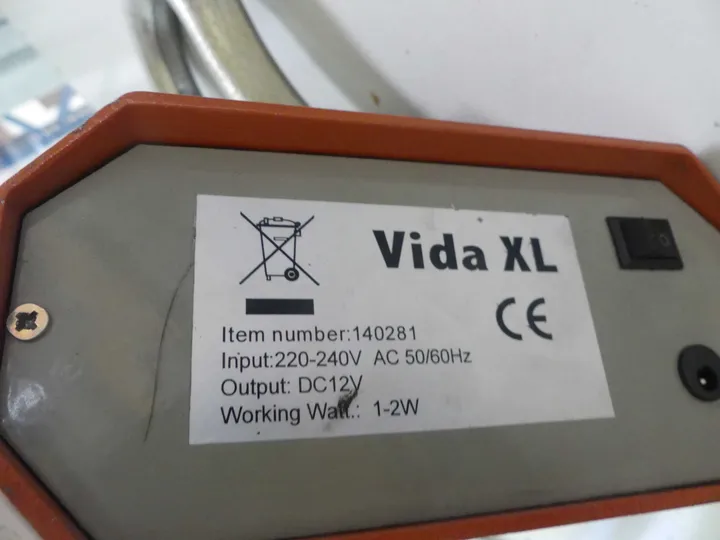 Vida XL
CE
Item number:140281
Input:220-240V AC 50/60Hz
Output: DC12V
Working Watt.: 1-2W